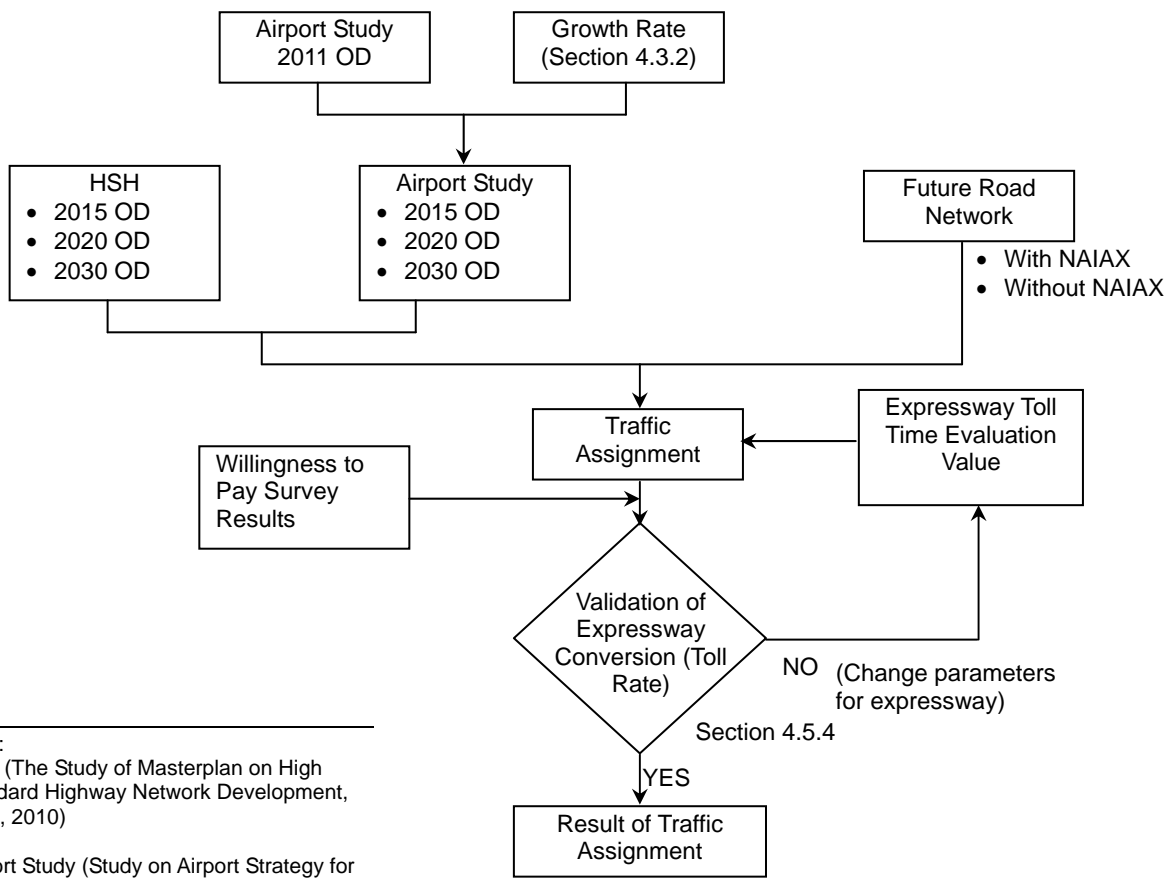 Airport Study
2011 OD
Growth Rate
(Section 4.3.2)
HSH
• 2015 OD
• 2020 OD
• 2030 OD
Airport Study
• 2015 OD
• 2020 OD
• 2030 OD
Future Road
Network
• With NAIAX
• Without NAIAX
Traffic
Assignment
Expressway Toll
Time Evaluation
Value
Willingness to
Pay Survey
Results
Validation of
Expressway
Conversion (Toll
Rate)
NO
(Change parameters
for expressway)
Section 4.5.4
YES
Result of Traffic
Assignment
(The Study of Masterplan on High
Highway Network Development,
, 2010)
Study (Study on Airport Strategy for